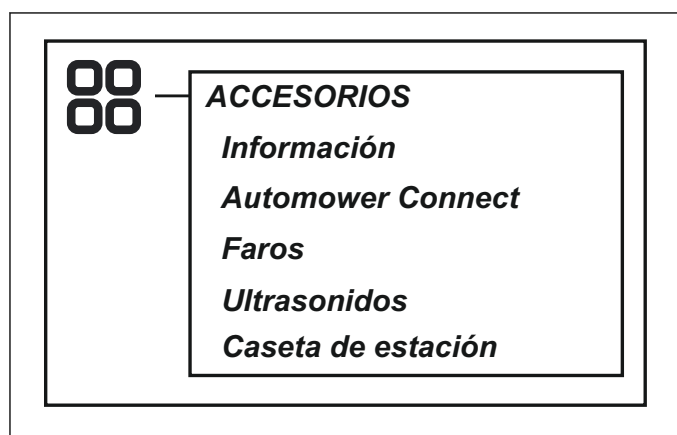 ACCESORIOS
Información
Automower Connect
Faros
Ultrasonidos
Caseta de estación